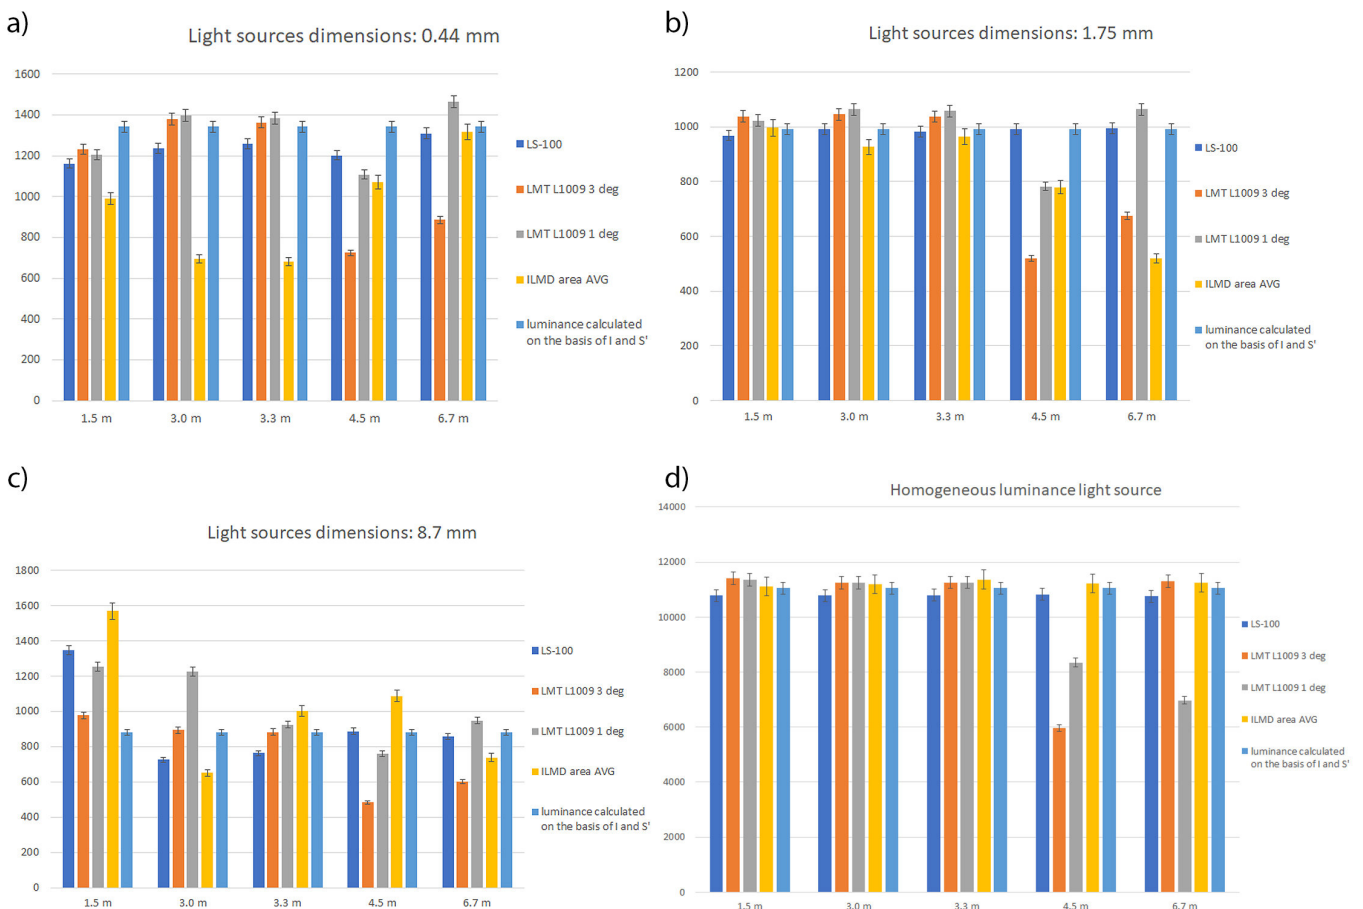 a)
Light sources dimensions: 0.44 mm
1600
1400
1200
1000
800
600
400
200
0
1.5 m 3.0 m 3.3 m 4.5 m 6.7 m
LS-100
LMT L1009 3 deg
LMT L1009 1 deg
ILMD area AVG
luminance calculated
on the basis of I and S'
b)
Light sources dimensions: 1.75 mm
1200
1000
800
600
400
200
0
1.5 m 3.0 m 3.3 m 4.5 m 6.7 m
LS-100
LMT L1009 3 deg
LMT L1009 1 deg
ILMD area AVG
luminance calculated
on the basis of I and S'
c)
Light sources dimensions: 8.7 mm
1800
1600
1400
1200
1000
800
600
400
200
0
1.5 m 3.0 m 3.3 m 4.5 m 6.7 m
LS-100
LMT L1009 3 deg
LMT L1009 1 deg
ILMD area AVG
luminance calculated
on the basis of I and S'
d)
Homogeneous luminance light source
14000
12000
10000
8000
6000
4000
2000
0
1.5 m 3.0 m 3.3 m 4.5 m 6.7 m
LS-100
LMT L1009 3 deg
LMT L1009 1 deg
ILMD area AVG
luminance calculated
on the basis of I and S'